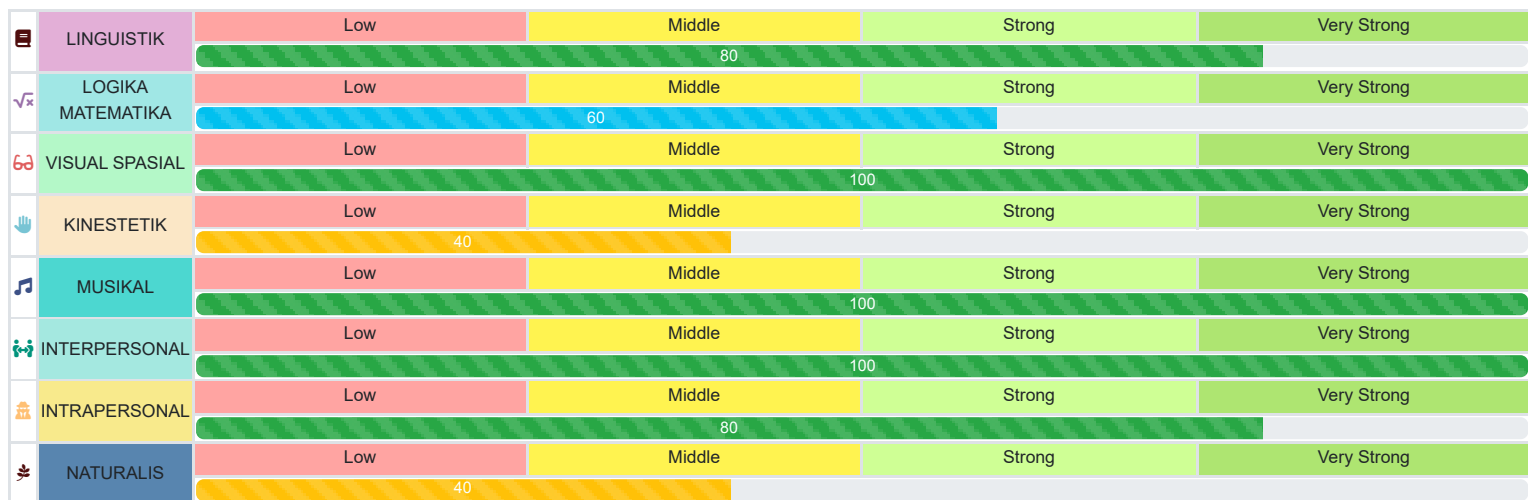 Low Middle Strong Very Strong
LINGUISTIK
80
Low Middle Strong Very Strong
LOGIKA
MATEMATIKA
60
Low Middle Strong Very Strong
VISUAL SPASIAL
100
Low Middle Strong Very Strong
KINESTETIK
40
Low Middle Strong Very Strong
MUSIKAL
100
Low Middle Strong Very Strong
INTERPERSONAL
100
Low Middle Strong Very Strong
INTRAPERSONAL
80
Low Middle Strong Very Strong
NATURALIS
40